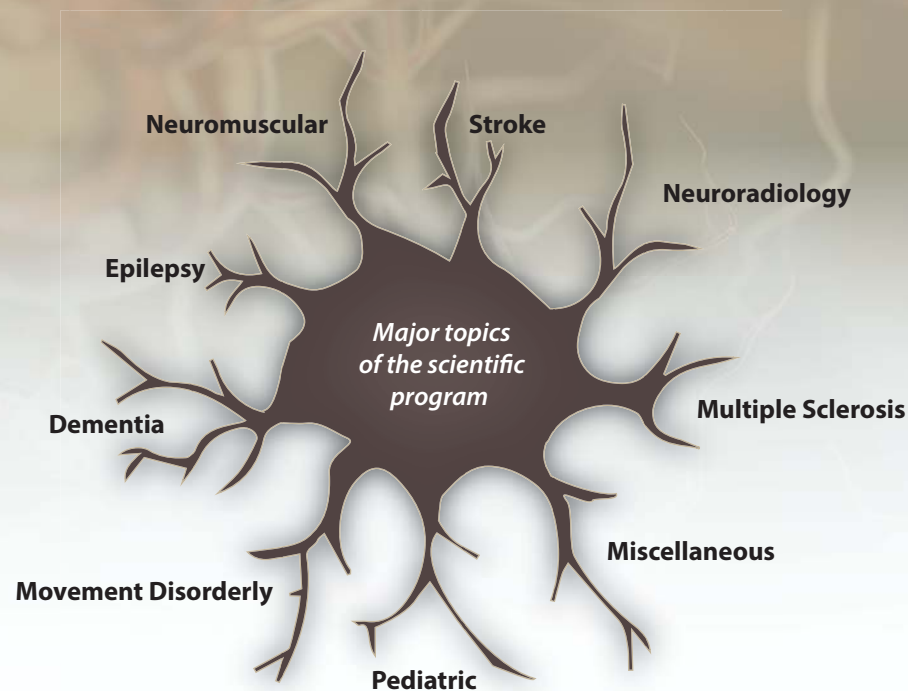 Neuromuscular
Stroke
Neuroradiology
Epilepsy
Major topics
of the scientific
program
Multiple Sclerosis
Dementia
Miscellaneous
Movement Disorderly
Pediatric